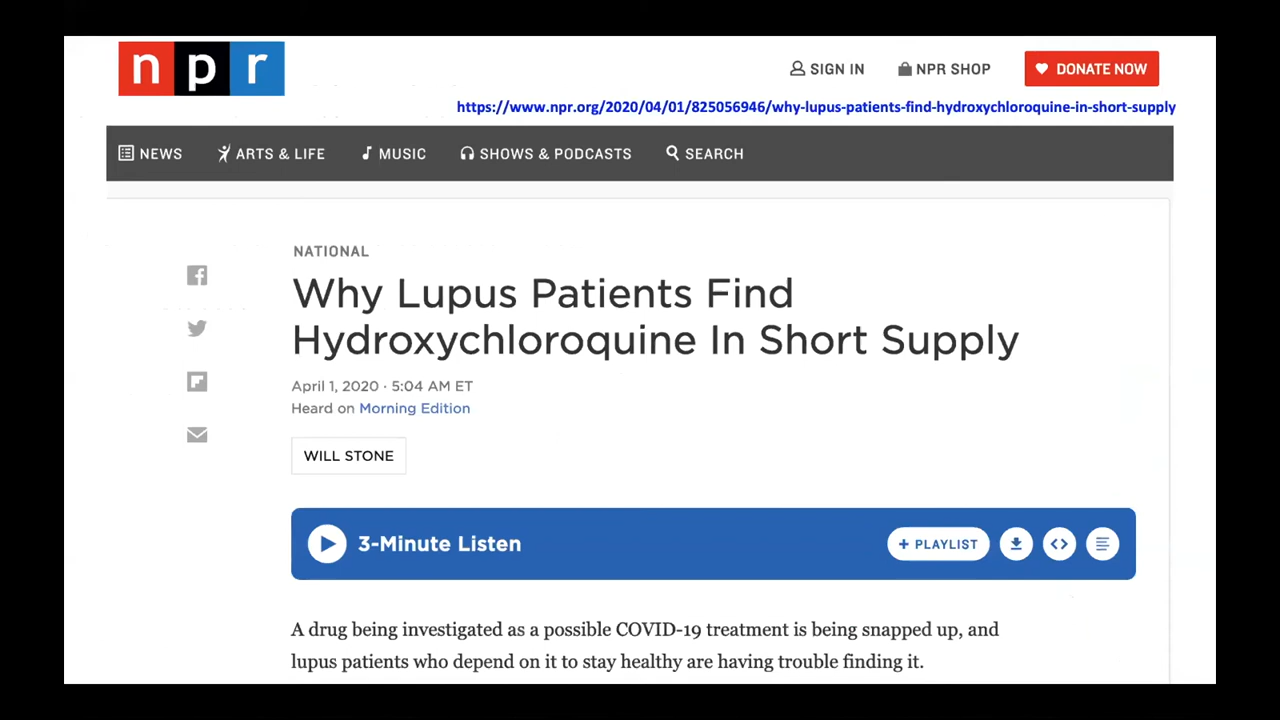 npr
SIGN IN
NPR SHOP
DONATE NOW
https://www.npr.org/2020/04/01/825056946/why-lupus-patients-find-hydroxychloroquine-in-short-supply
NEWS
ARTS & LIFE
MUSIC
SHOWS & PODCASTS
SEARCH
NATIONAL
Why Lupus Patients Find
Hydroxychloroquine In Short Supply
April 1, 2020 · 5:04 AM ET
Heard on Morning Edition
WILL STONE
3-Minute Listen
+ PLAYLIST
A drug being investigated as a possible COVID-19 treatment is being snapped up, and
lupus patients who depend on it to stay healthy are having trouble finding it.